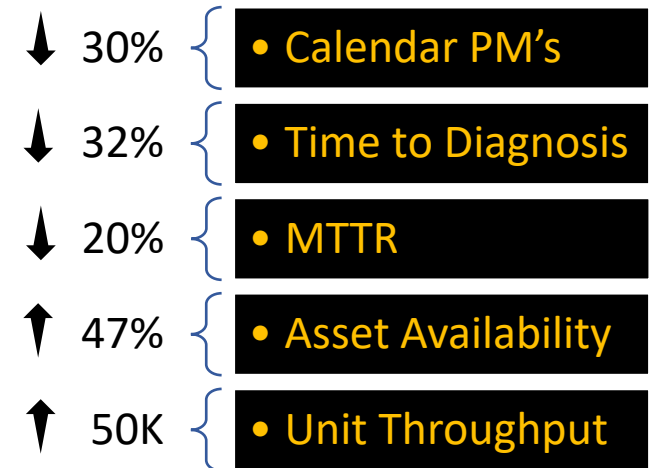 30% • Calendar PM’s
32% • Time to Diagnosis
20% • MTTR
47% • Asset Availability
50K • Unit Throughput